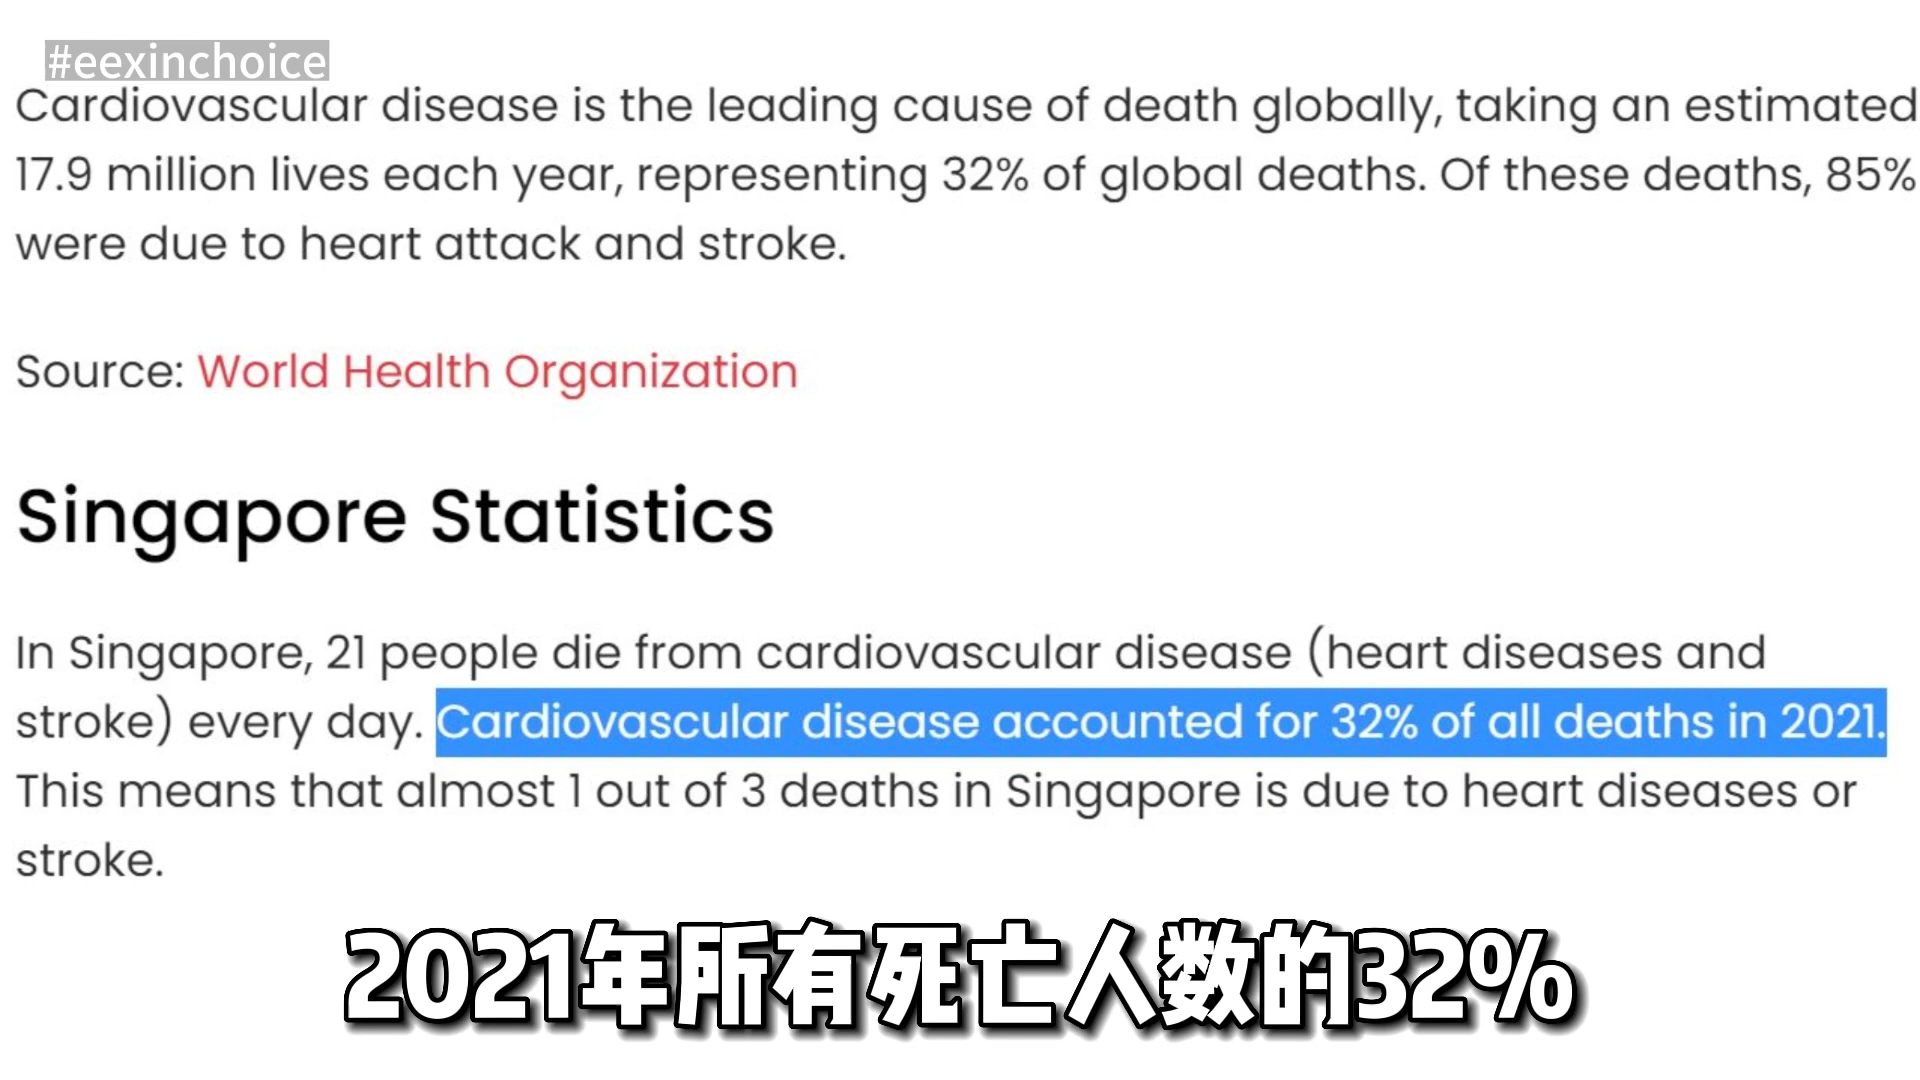 #eexinchoice
Cardiovascular disease is the leading cause of death globally, taking an estimated
17.9 million lives each year, representing 32% of global deaths. Of these deaths, 85%
were due to heart attack and stroke.
Source: World Health Organization
Singapore Statistics
In Singapore, 21 people die from cardiovascular disease (heart diseases and
stroke) every day. Cardiovascular disease accounted for 32% of all deaths in 2021.
This means that almost 1 out of 3 deaths in Singapore is due to heart diseases or
stroke.
2021年所有死亡人数的32%